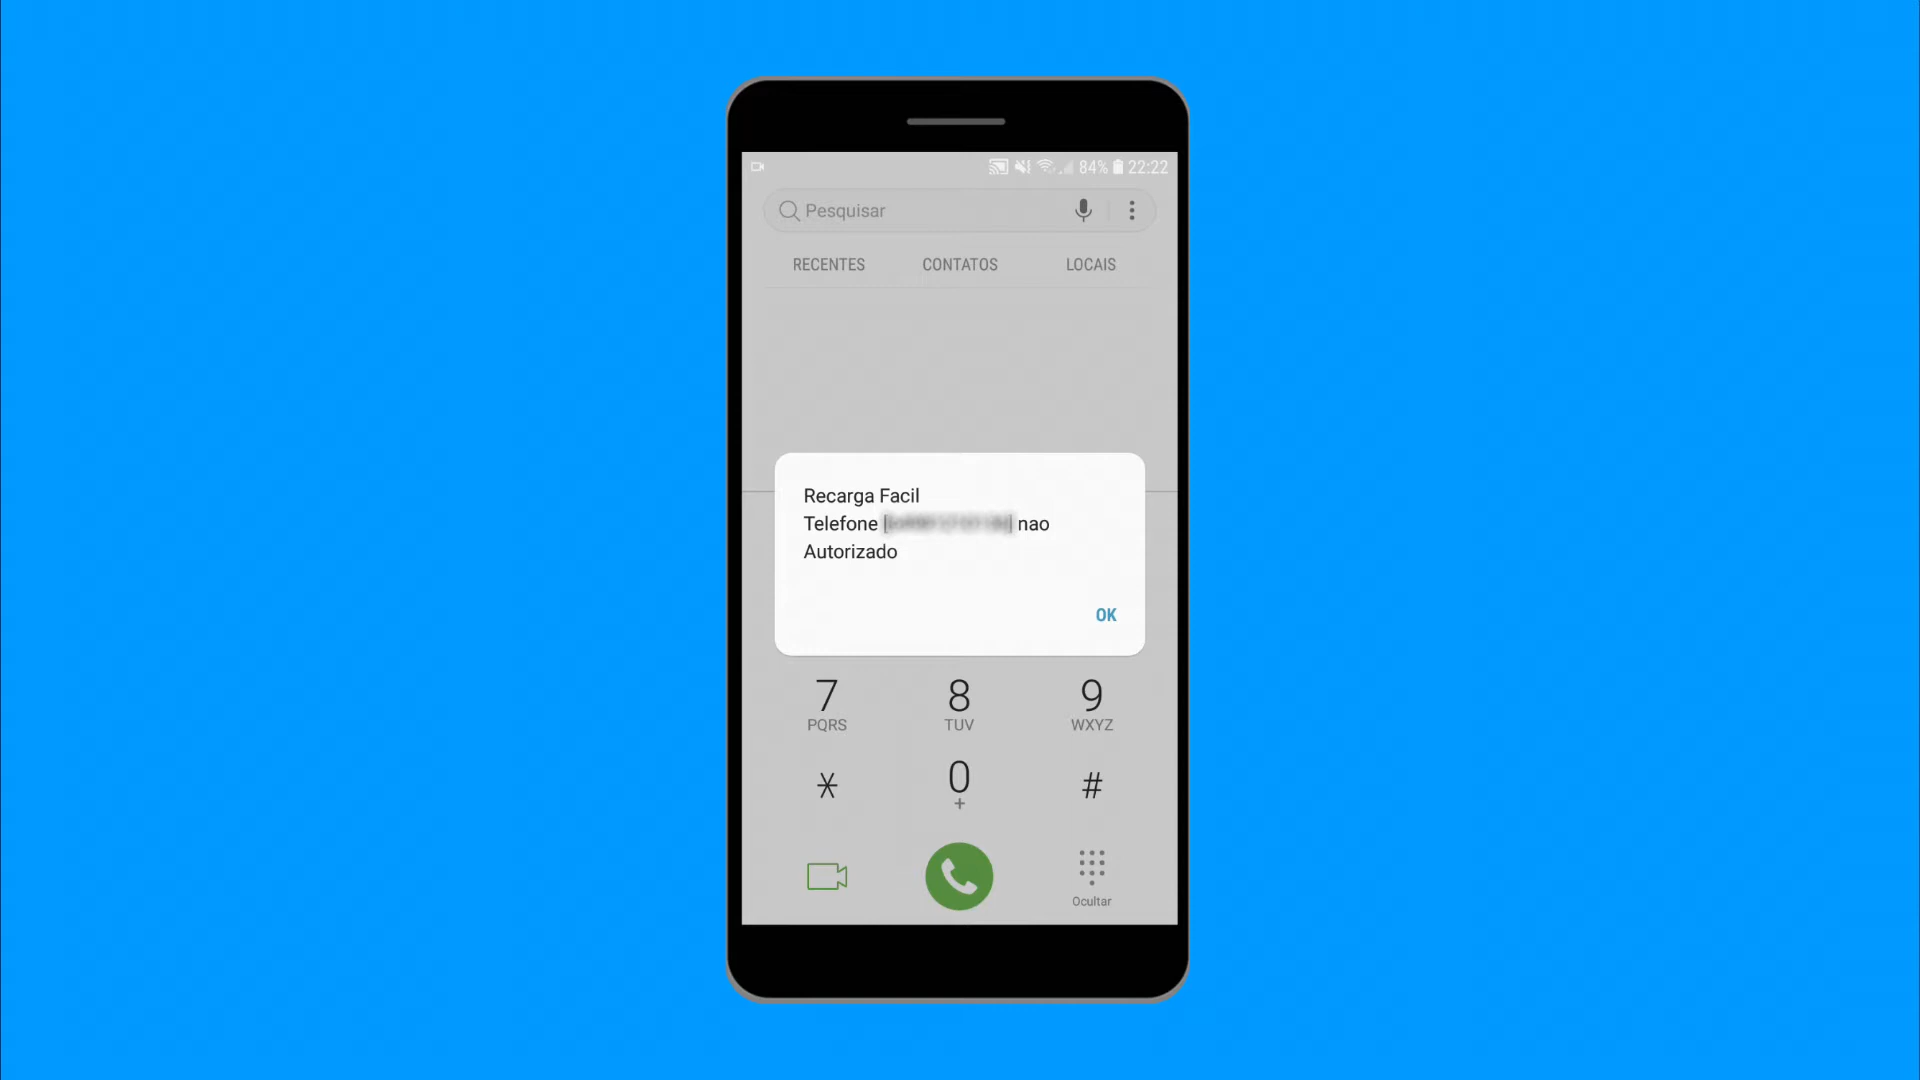 84% 22:22
Pesquisar
RECENTES CONTATOS LOCAIS
Recarga Facil
Telefone [ ] nao
Autorizado
OK
7 8 9
PQRS TUV WXYZ
* 0 #
+
Ocultar